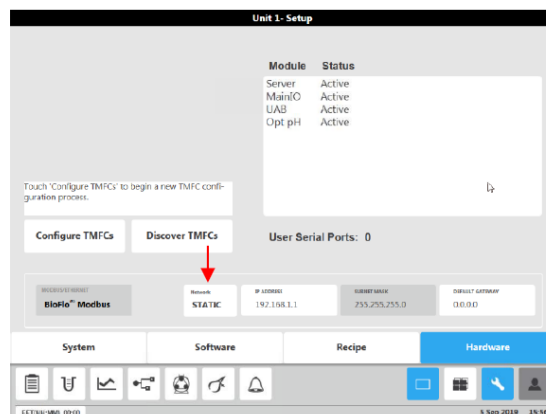 Unit 1- Setup
Module Status
Server Active
MainIO Active
UAB Active
Opt pH Active
Touch 'Configure TMFCs' to begin a new TMFC confi-
guration process.
Configure TMFCs Discover TMFCs
User Serial Ports: 0
Network IP ADDRESS SUBNET MASK DEFAULT GATEWAY
BioFlo™ Modbus STATIC 192.168.1.1 255.255.255.0 0.0.0.0
System Software Recipe Hardware
5 Sep 2019